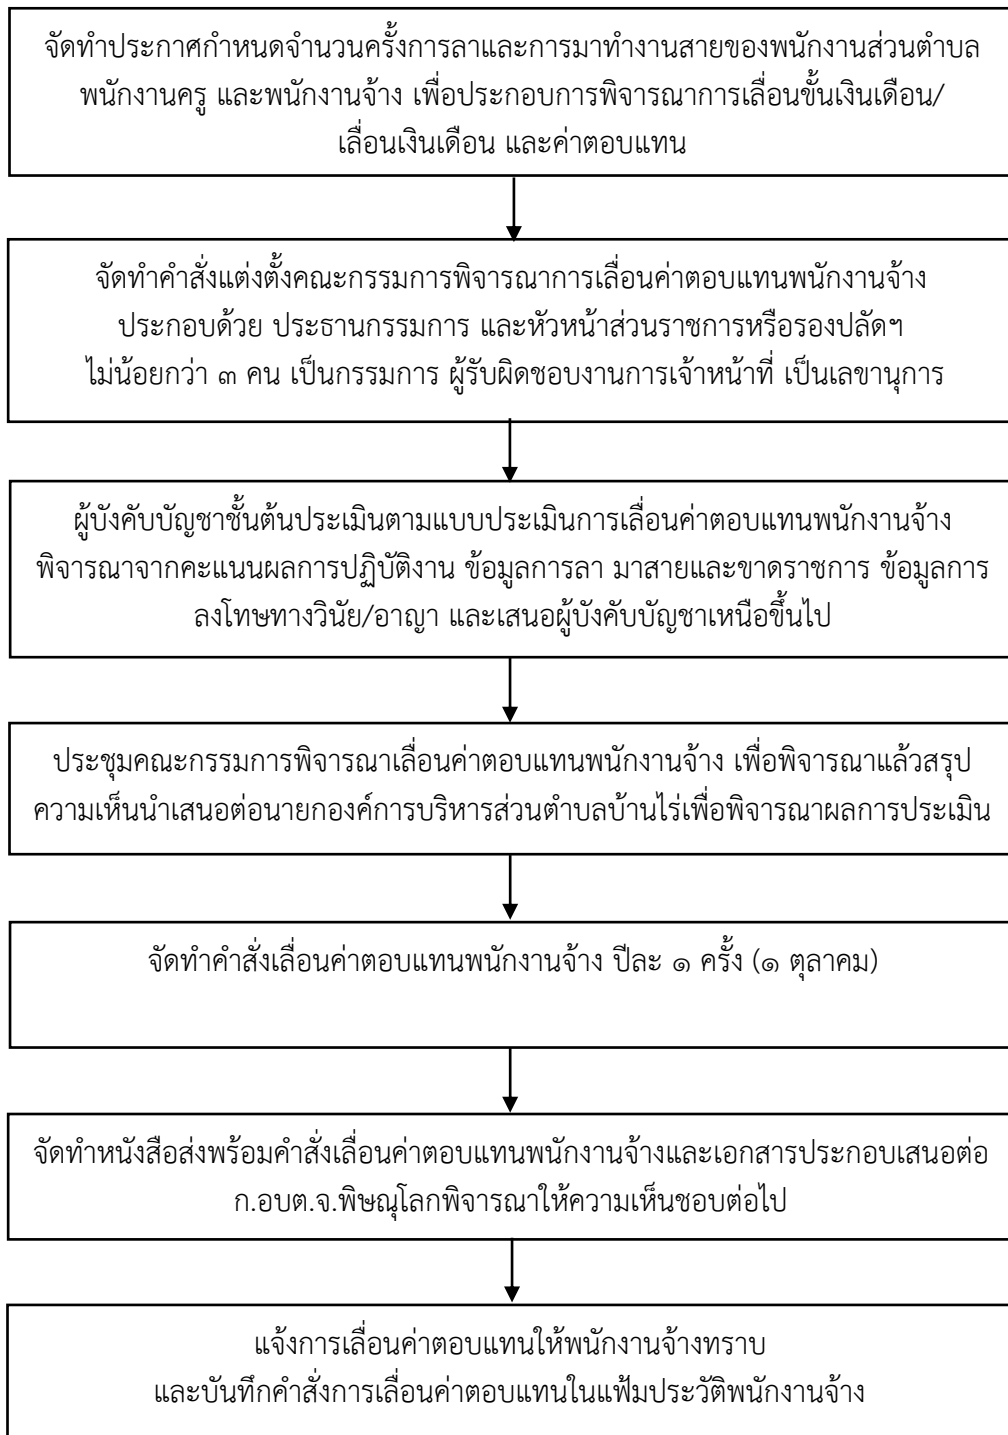 จัดทำประกาศกำหนดจำนวนครั้งการลาและการมาทำงานสายของพนักงานส่วนตำบล
พนักงานครู และพนักงานจ้าง เพื่อประกอบการพิจารณาการเลื่อนขั้นเงินเดือน/
เลื่อนเงินเดือน และค่าตอบแทน
จัดทำคำสั่งแต่งตั้งคณะกรรมการพิจารณาการเลื่อนค่าตอบแทนพนักงานจ้าง
ประกอบด้วย ประธานกรรมการ และหัวหน้าส่วนราชการหรือรองปลัดฯ
ไม่น้อยกว่า ๓ คน เป็นกรรมการ ผู้รับผิดชอบงานการเจ้าหน้าที่ เป็นเลขานุการ
ผู้บังคับบัญชาชั้นต้นประเมินตามแบบประเมินการเลื่อนค่าตอบแทนพนักงานจ้าง
พิจารณาจากคะแนนผลการปฏิบัติงาน ข้อมูลการลา มาสายและขาดราชการ ข้อมูลการ
ลงโทษทางวินัย/อาญา และเสนอผู้บังคับบัญชาเหนือขึ้นไป
ประชุมคณะกรรมการพิจารณาเลื่อนค่าตอบแทนพนักงานจ้าง เพื่อพิจารณาแล้วสรุป
ความเห็นนำเสนอต่อนายกองค์การบริหารส่วนตำบลบ้านไร่เพื่อพิจารณาผลการประเมิน
จัดทำคำสั่งเลื่อนค่าตอบแทนพนักงานจ้าง ปีละ ๑ ครั้ง (๑ ตุลาคม)
จัดทำหนังสือส่งพร้อมคำสั่งเลื่อนค่าตอบแทนพนักงานจ้างและเอกสารประกอบเสนอต่อ
ก.อบต.จ.พิษณุโลกพิจารณาให้ความเห็นชอบต่อไป
แจ้งการเลื่อนค่าตอบแทนให้พนักงานจ้างทราบ
และบันทึกคำสั่งการเลื่อนค่าตอบแทนในแฟ้มประวัติพนักงานจ้าง